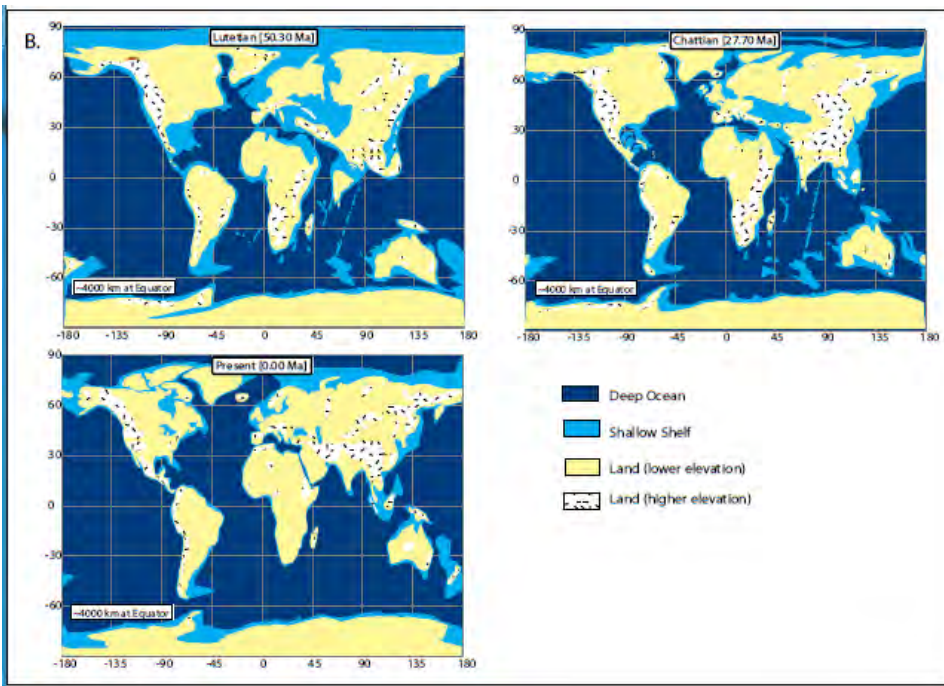 B.
Lutetian [50.30 Ma]
90
60
30
0
-30
-60
~4000 km at Equator
-180 -135 -90 -45 0 45 90 135 180
Chattian [27.70 Ma]
90
60
30
0
-30
-60
~4000 km at Equator
-180 -135 -90 -45 0 45 90 135 180
Present [0.00 Ma]
90
60
30
0
-30
-60
~4000 km at Equator
-180 -135 -90 -45 0 45 90 135 180
Deep Ocean
Shallow Shelf
Land (lower elevation)
Land (higher elevation)